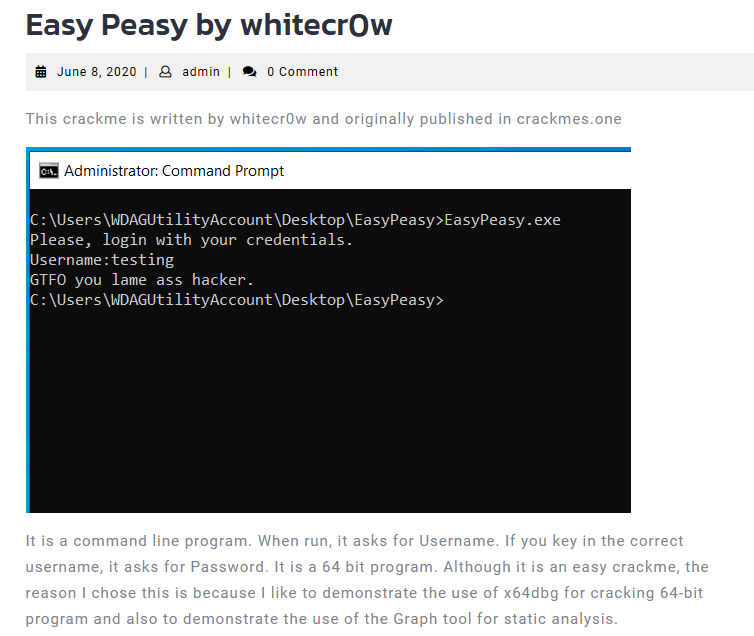 Easy Peasy by whitecr0w
June 8, 2020 | admin | 0 Comment
This crackme is written by whitecr0w and originally published in crackmes.one
Administrator: Command Prompt
C:\Users\WDAGUtilityAccount\Desktop\EasyPeasy>EasyPeasy.exe
Please, login with your credentials.
Username:testing
GTFO you lame ass hacker.
C:\Users\WDAGUtilityAccount\Desktop\EasyPeasy>
It is a command line program. When run, it asks for Username. If you key in the correct
username, it asks for Password. It is a 64 bit program. Although it is an easy crackme, the
reason I chose this is because I like to demonstrate the use of x64dbg for cracking 64-bit
program and also to demonstrate the use of the Graph tool for static analysis.